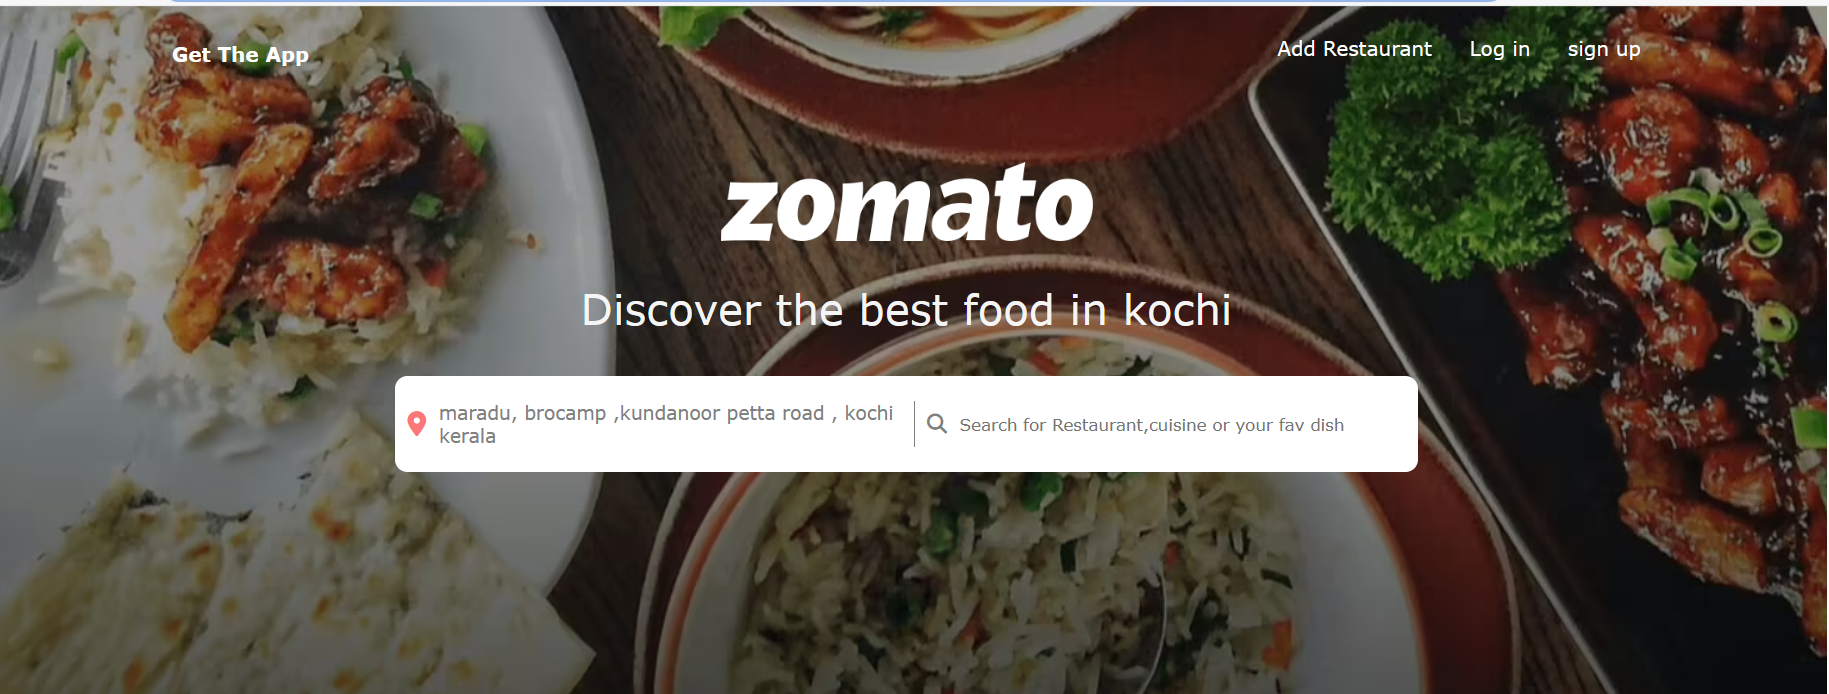 Get The App
Add Restaurant
Log in
sign up
zomato
Discover the best food in kochi
maradu, brocamp ,kundanoor petta road , kochi
kerala
Search for Restaurant,cuisine or your fav dish